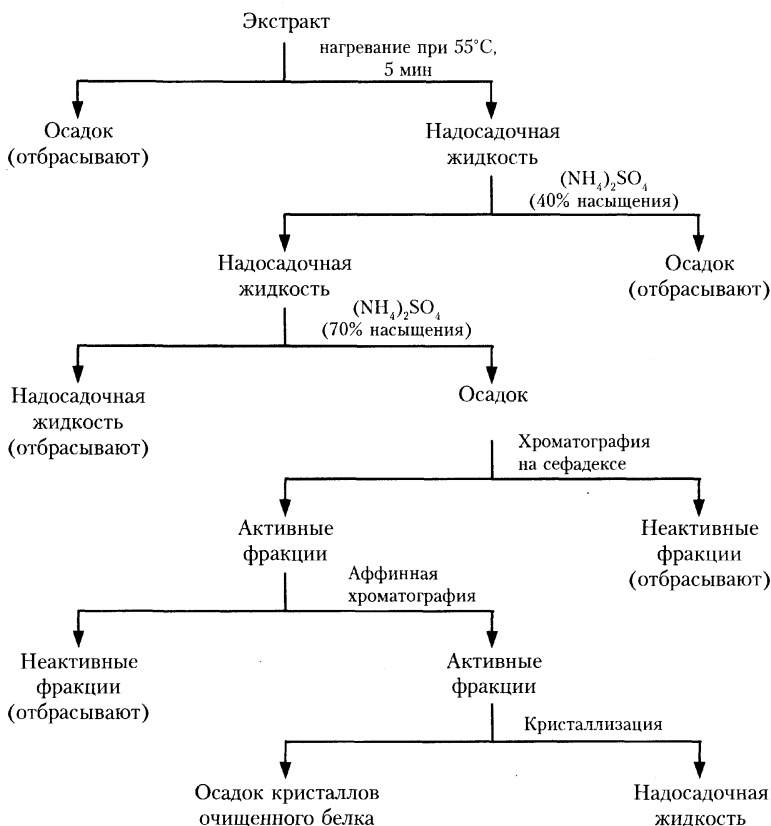 Экстракт
нагревание при 55°С,
5 мин
Осадок
(отбрасывают)
Надосадочная
жидкость
(NH₄)₂SO₄
(40% насыщения)
Надосадочная
жидкость
Осадок
(отбрасывают)
(NH₄)₂SO₄
(70% насыщения)
Надосадочная
жидкость
(отбрасывают)
Осадок
Хроматография
на сефадексе
Активные
фракции
Неактивные
фракции
(отбрасывают)
Аффинная
хроматография
Неактивные
фракции
(отбрасывают)
Активные
фракции
Кристаллизация
Осадок кристаллов
очищенного белка
Надосадочная
жидкость